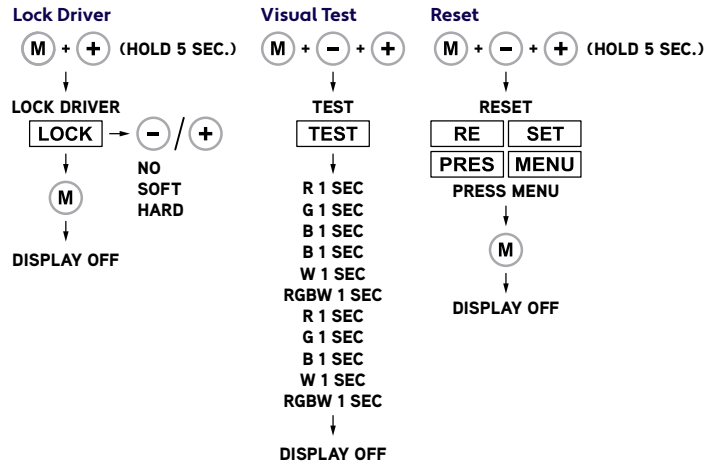 Lock Driver
M + + (HOLD 5 SEC.)
LOCK DRIVER
LOCK
- / +
NO
SOFT
HARD
M
DISPLAY OFF
Visual Test
M + - + +
TEST
TEST
R 1 SEC
G 1 SEC
B 1 SEC
B 1 SEC
W 1 SEC
RGBW 1 SEC
R 1 SEC
G 1 SEC
B 1 SEC
W 1 SEC
RGBW 1 SEC
DISPLAY OFF
Reset
M + - + + (HOLD 5 SEC.)
RESET
RE SET
PRES MENU
PRESS MENU
M
DISPLAY OFF